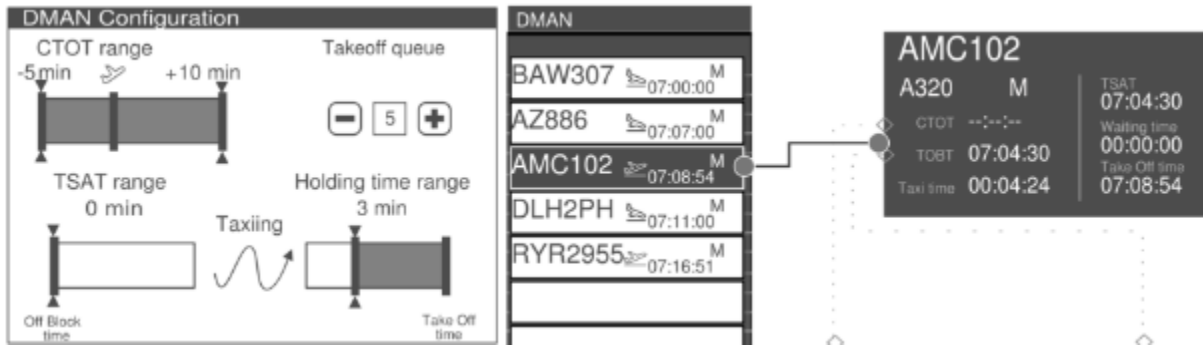 DMAN Configuration
CTOT range
Takeoff queue
-5 min
+10 min
5
TSAT range
0 min
Taxiing
Holding time range
3 min
Off Block
time
Take Off
time
DMAN
BAW307 07:00:00 M
AZ886 07:07:00 M
AMC102 07:08:54 M
DLH2PH 07:11:00 M
RYR2955 07:16:51 M
AMC102
A320 M
CTOT --:--:--
TOBT 07:04:30
Taxi time 00:04:24
TSAT
07:04:30
Waiting time
00:00:00
Take Off time
07:08:54